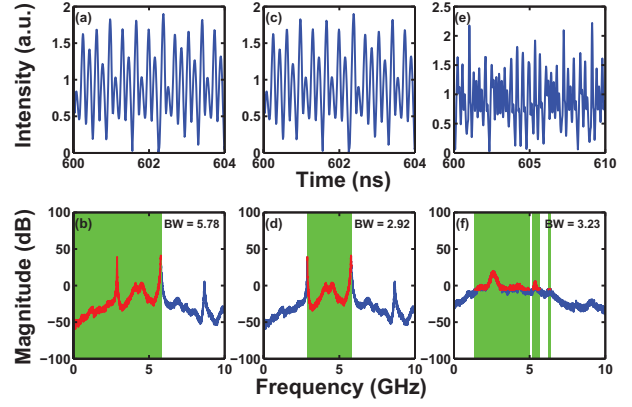 (a) (c) (e)
Intensity (a.u.)
2 2 2.5
1.5 1.5 2
1 1 1.5
0.5 0.5 1
0 0 0.5
0
600 602 604 600 602 604 600 605 610
Time (ns)
(b) BW = 5.78 (d) BW = 2.92 (f) BW = 3.23
Magnitude (dB)
100 100 100
50 50 50
0 0 0
−50 −50 −50
−100 −100 −100
0 5 10 0 5 10 0 5 10
Frequency (GHz)